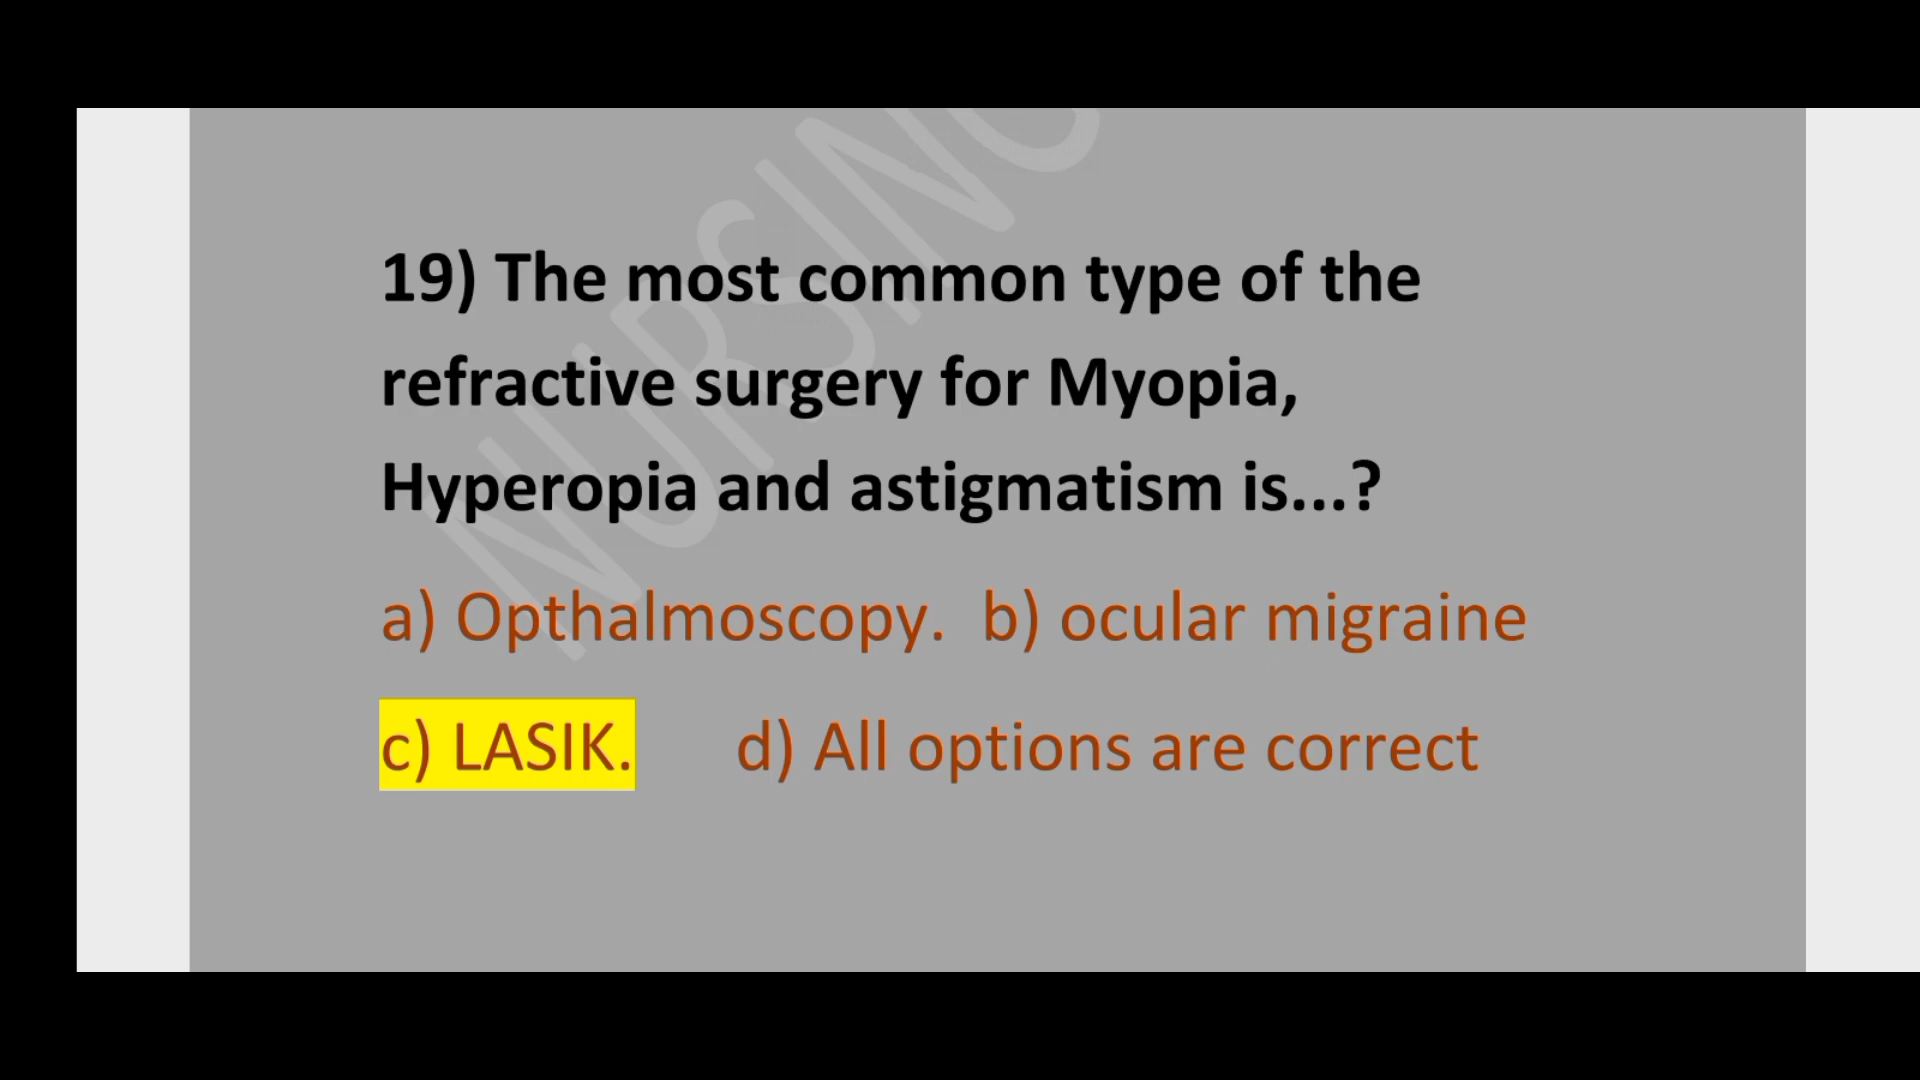 19) The most common type of the
refractive surgery for Myopia,
Hyperopia and astigmatism is...?
a) Opthalmoscopy. b) ocular migraine
c) LASIK. d) All options are correct
NURSING